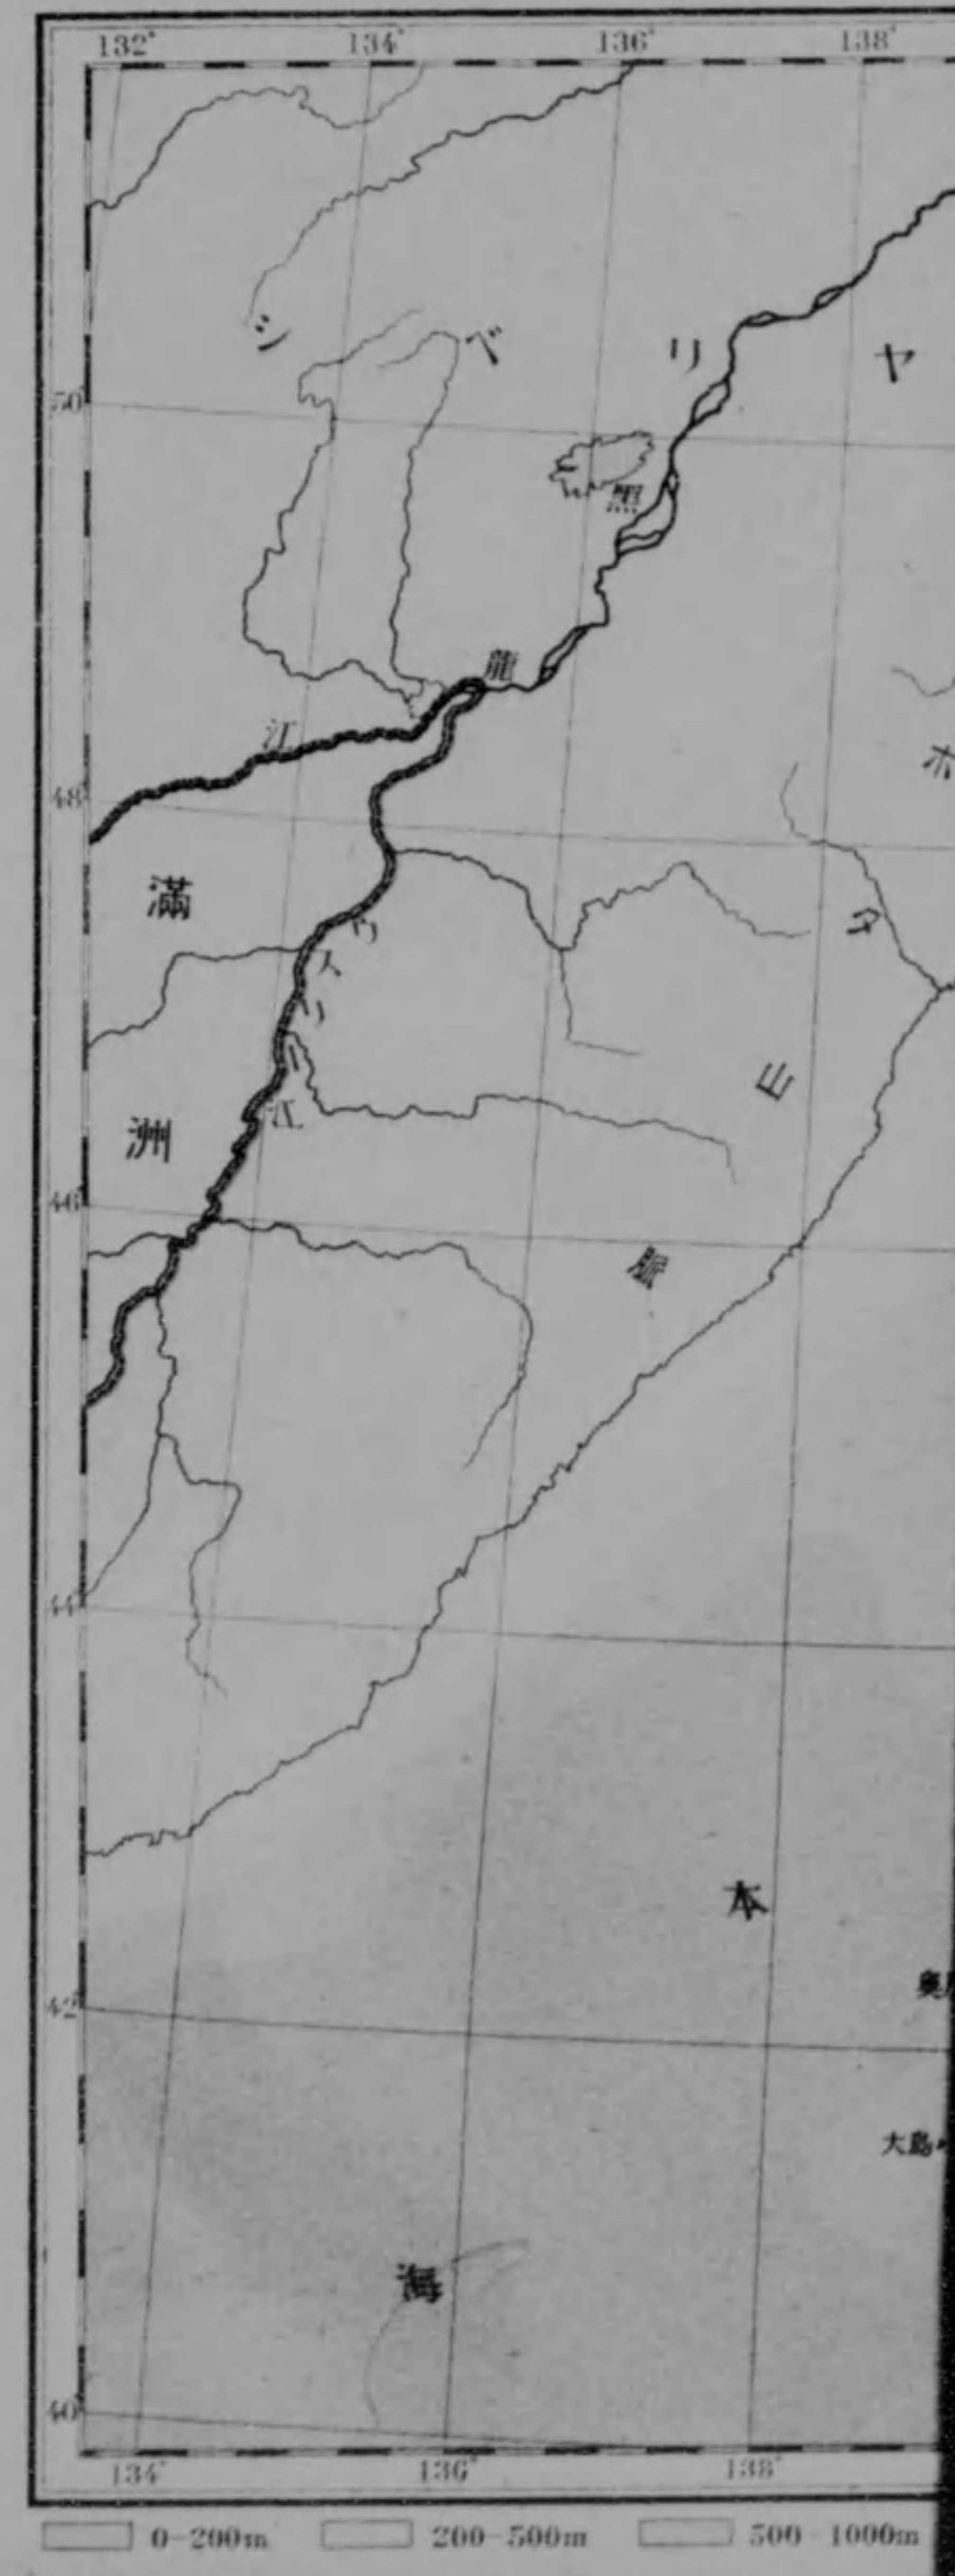 132° 134° 136° 138°
シベリヤ
50
黒龍江
48
ホ
タ
山
脈
満洲
ウスリー江
46
44
本
42
大島
海
40
134° 136° 138°
0-200m 200-500m 500-1000m